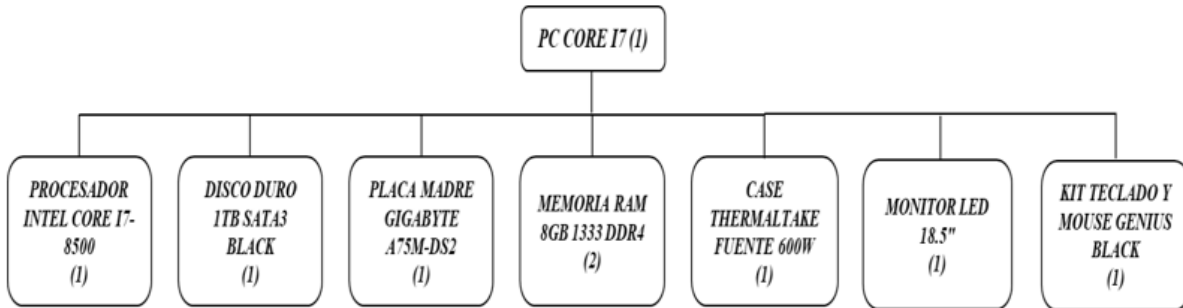 PC CORE I7 (1)
PROCESADOR
INTEL CORE I7-
8500
(1)
DISCO DURO
1TB SATA3
BLACK
(1)
PLACA MADRE
GIGABYTE
A75M-DS2
(1)
MEMORIA RAM
8GB 1333 DDR4
(2)
CASE
THERMALTAKE
FUENTE 600W
(1)
MONITOR LED
18.5"
(1)
KIT TECLADO Y
MOUSE GENIUS
BLACK
(1)